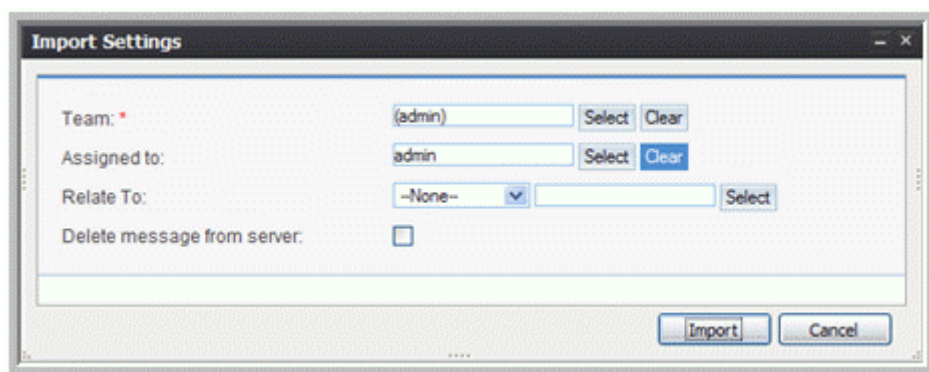 Import Settings
Team: * (admin) Select Clear
Assigned to: admin Select Clear
Relate To: --None-- Select
Delete message from server:
Import Cancel